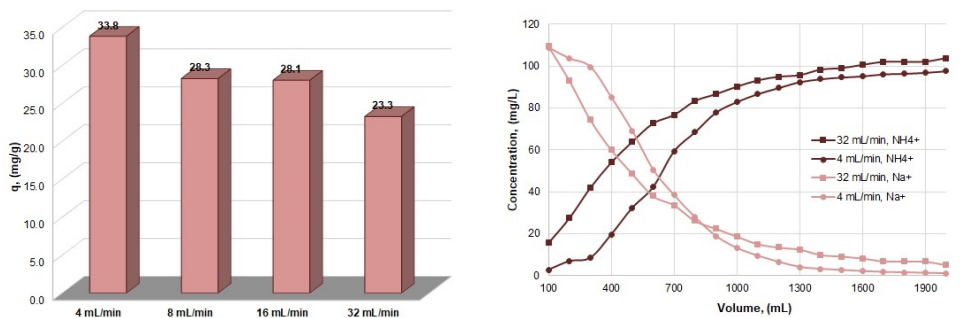 33.8
28.3
28.1
23.3
35.0
30.0
25.0
20.0
15.0
10.0
5.0
0.0
q, (mg/g)
4 mL/min 8 mL/min 16 mL/min 32 mL/min
120
100
80
60
40
20
0
Concentration, (mg/L)
32 mL/min, NH4+
4 mL/min, NH4+
32 mL/min, Na+
4 mL/min, Na+
100 400 700 1000 1300 1600 1900
Volume, (mL)